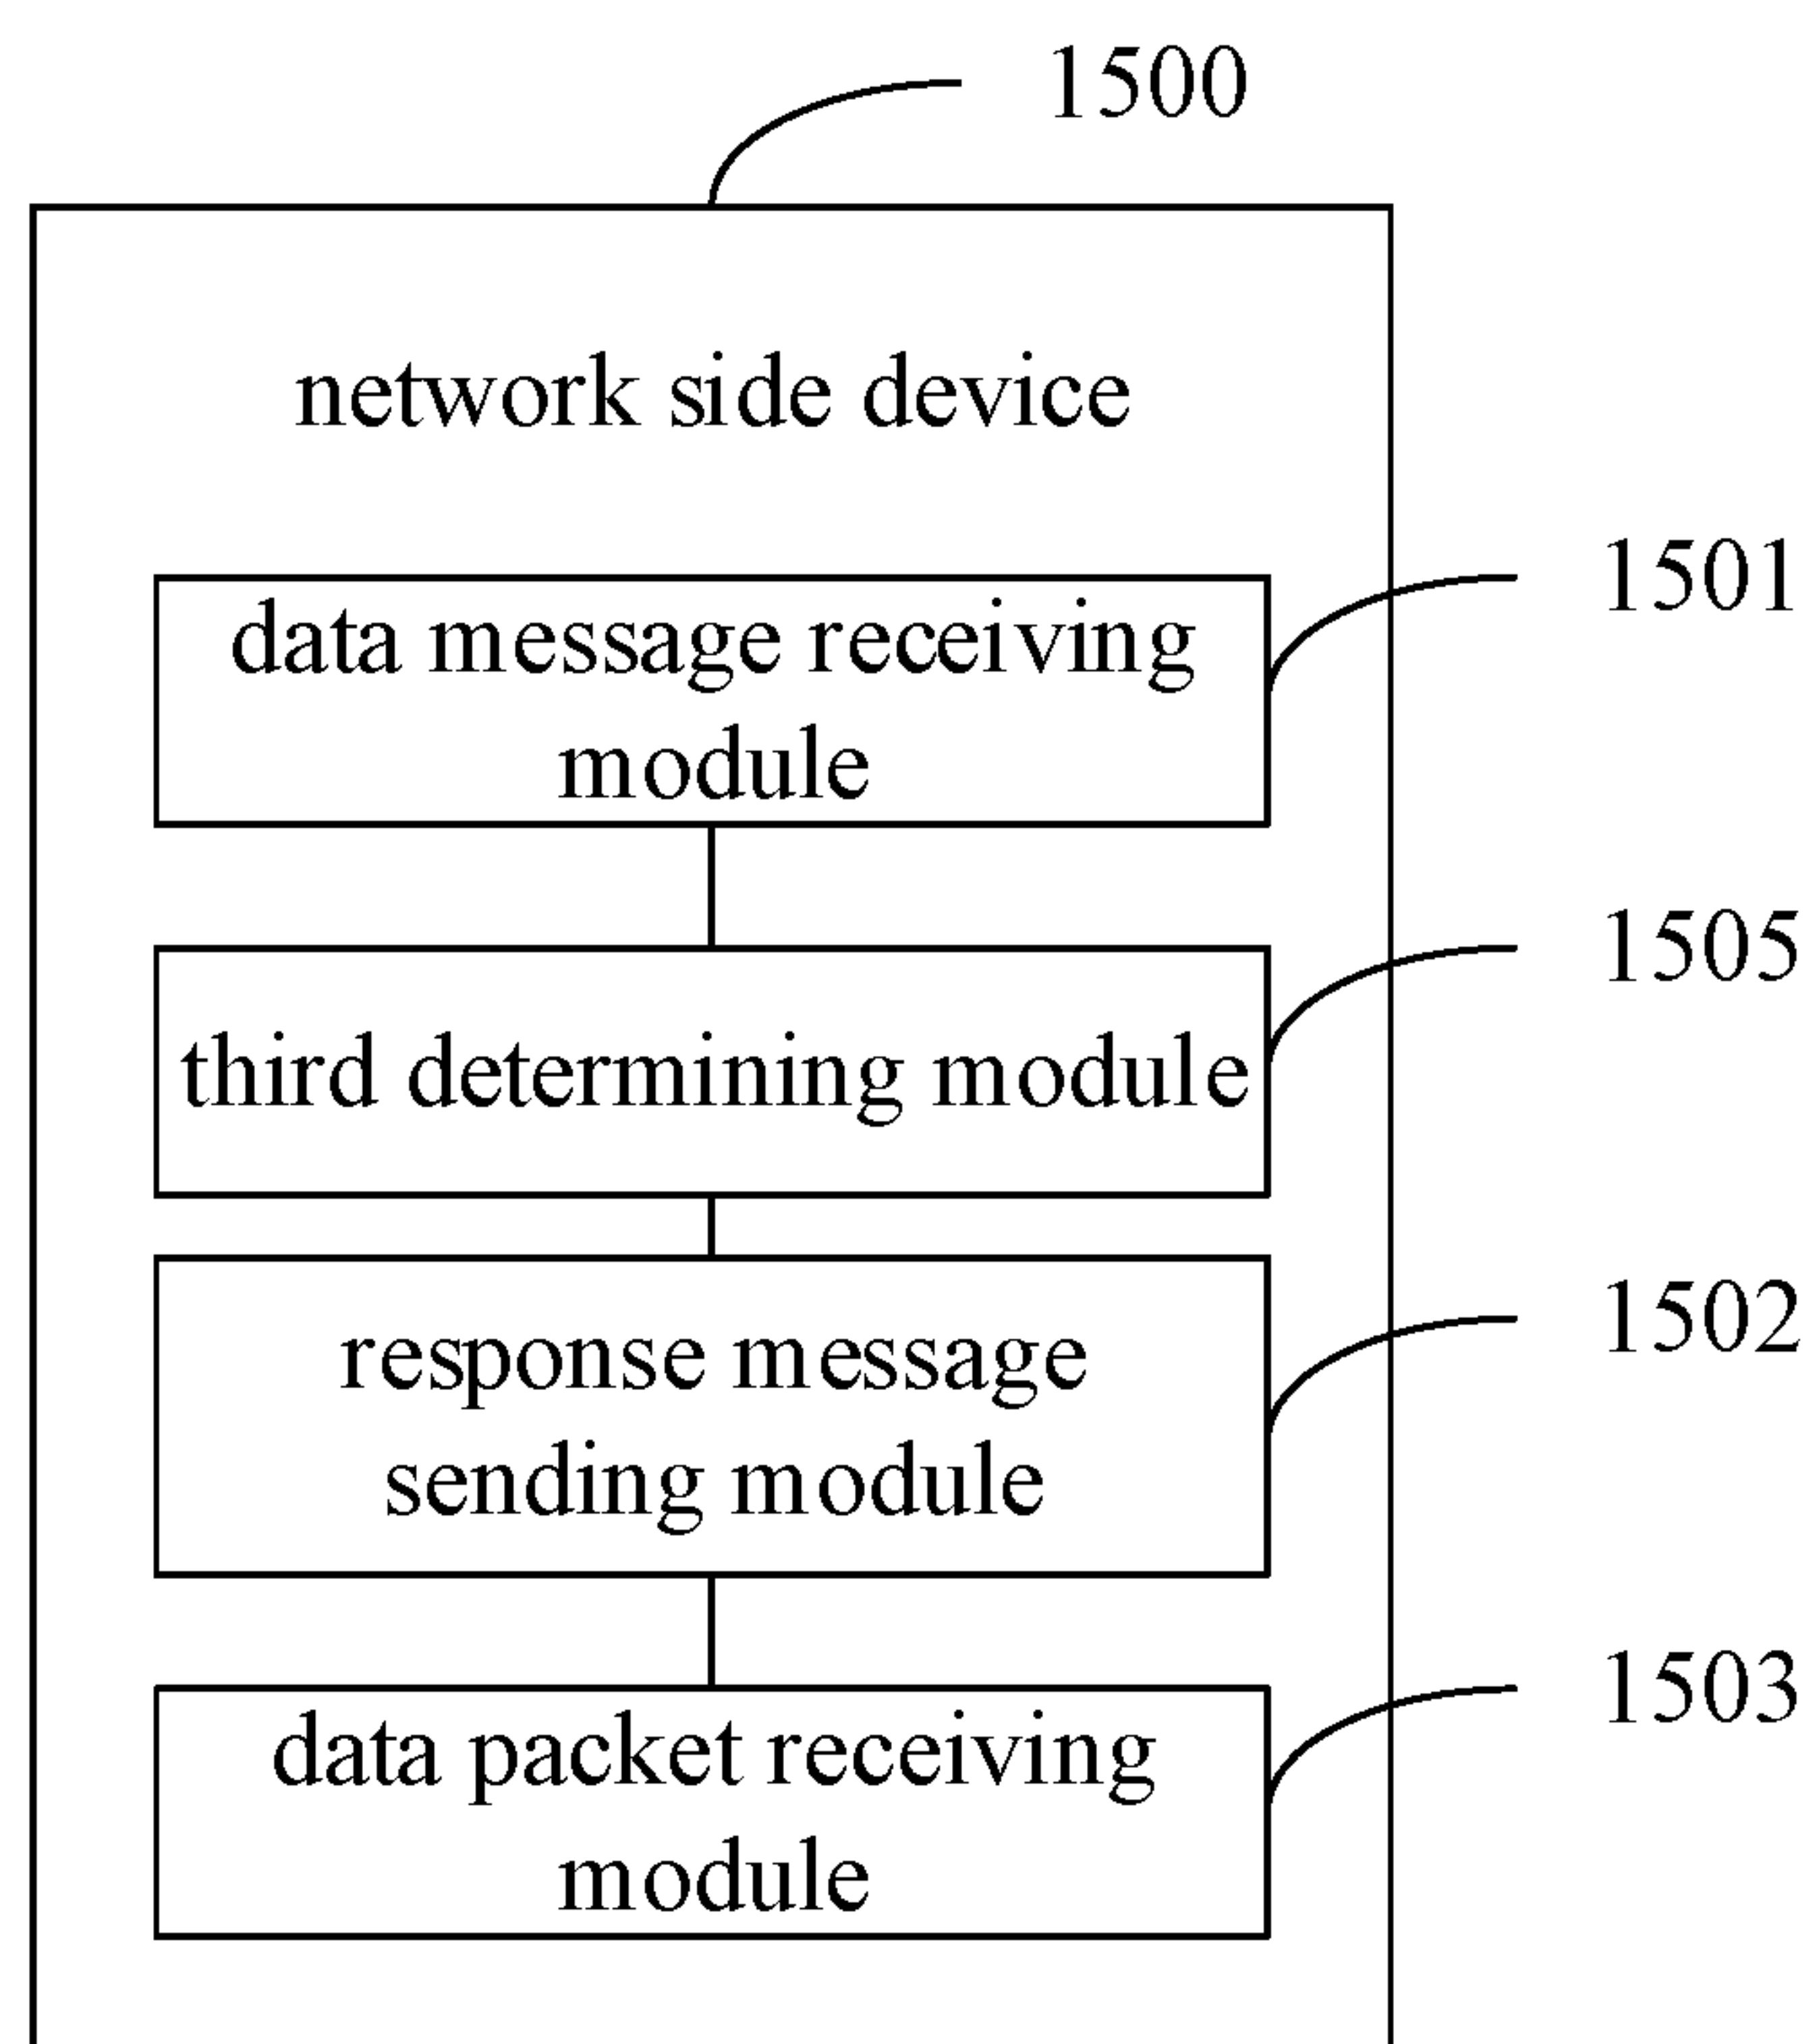 1500
network side device
1501
data message receiving
module
1505
third determining module
1502
response message
sending module
1503
data packet receiving
module